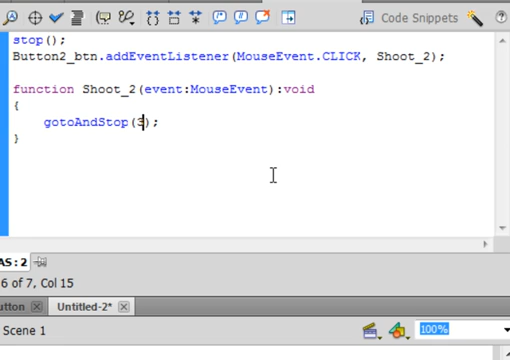 Code Snippets
stop();
Button2_btn.addEventListener(MouseEvent.CLICK, Shoot_2);
function Shoot_2(event:MouseEvent):void
{
gotoAndStop(3);
}
AS: 2
6 of 7, Col 15
utton
Untitled-2*
Scene 1
100%